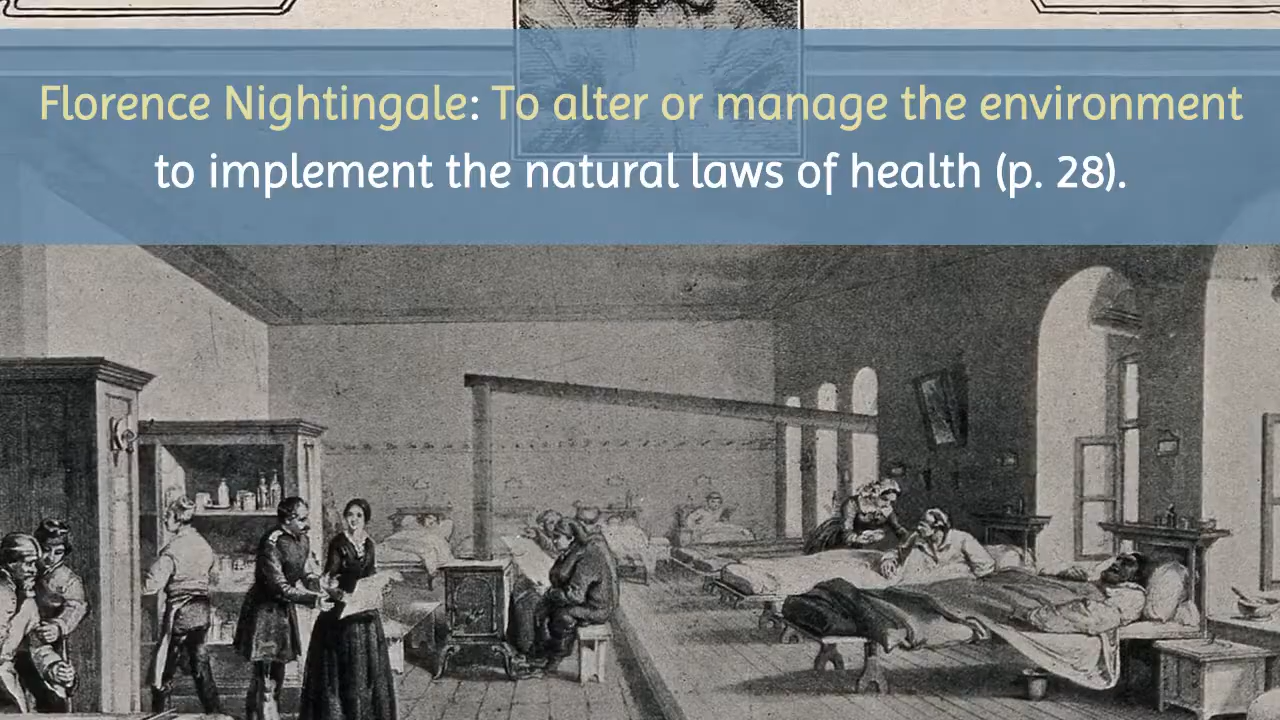 Florence Nightingale: To alter or manage the environment
to implement the natural laws of health (p. 28).